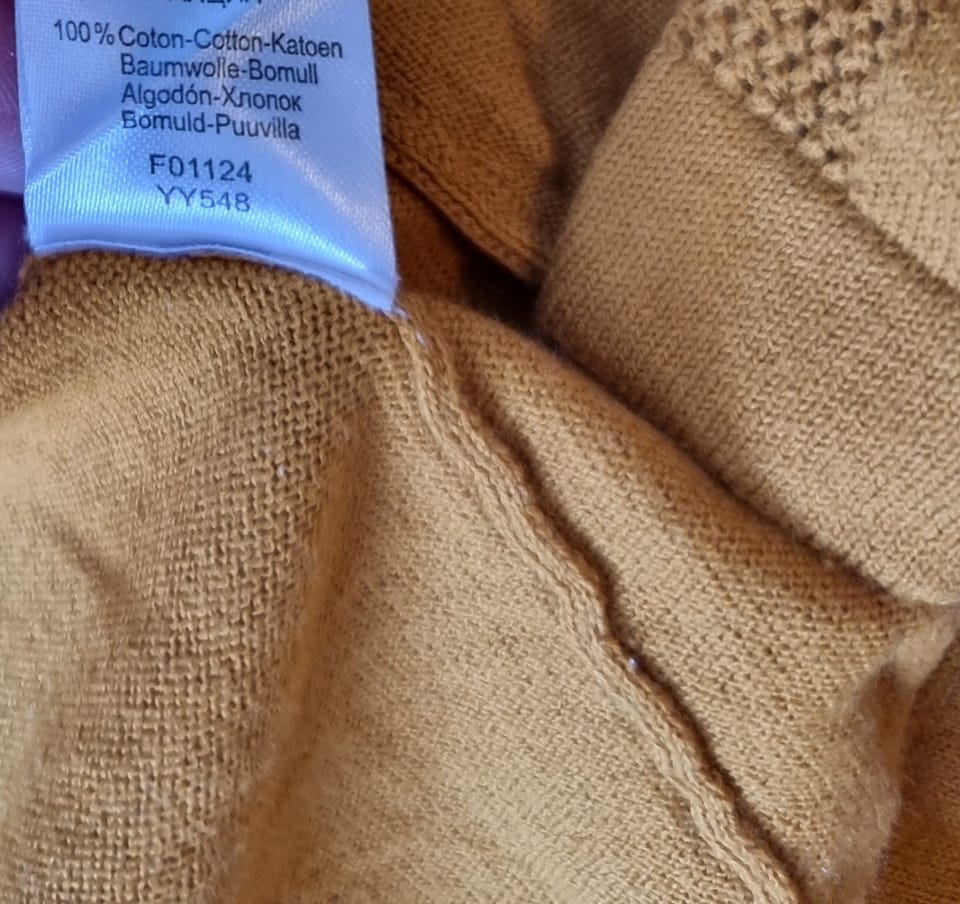 100% Coton-Cotton-Katoen
Baumwolle-Bomull
Algodón-Хлопок
Bomuld-Puuvilla
F01124
YY548